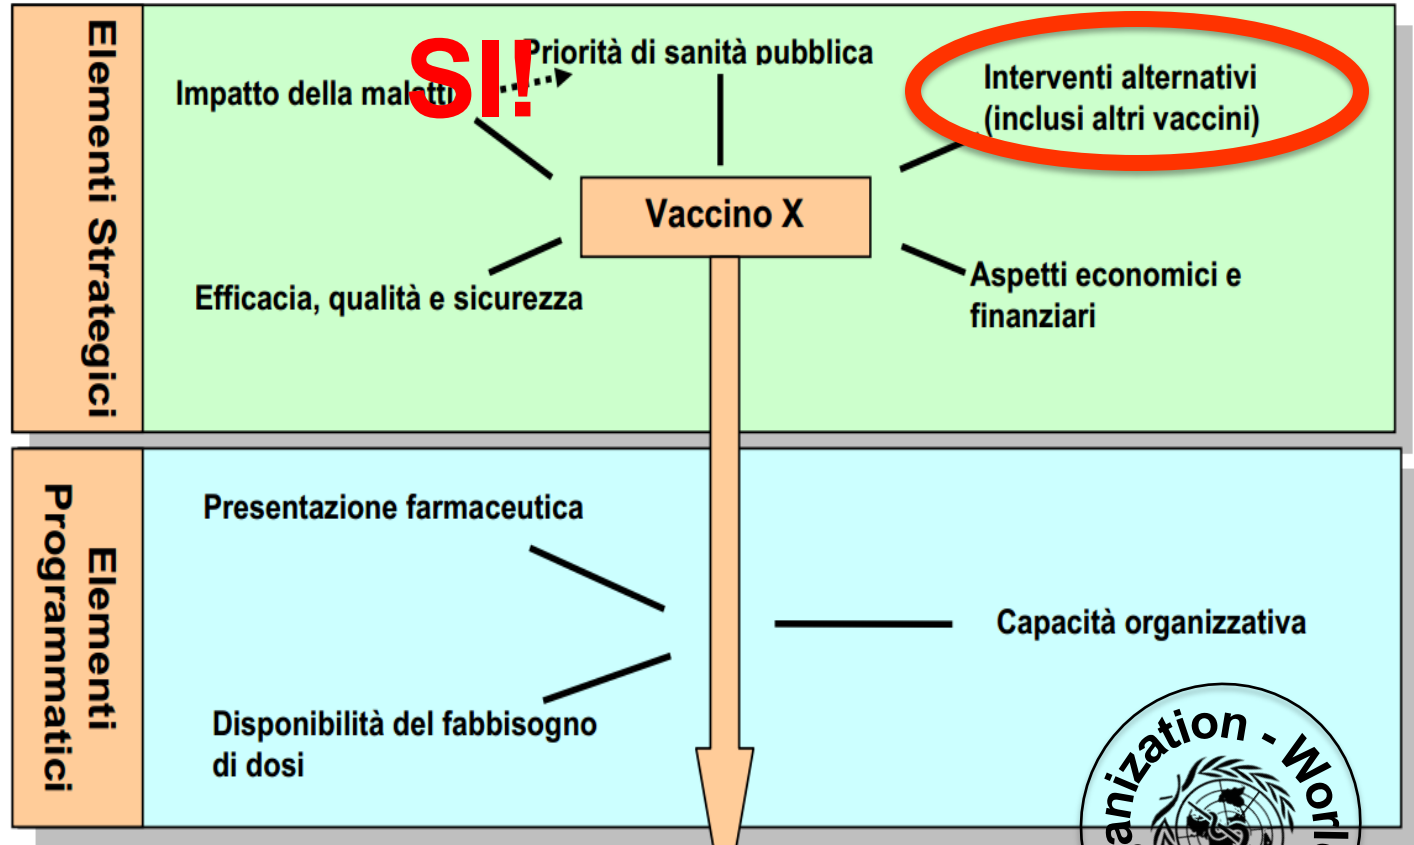 Elementi Strategici
SI!
Priorità di sanità pubblica
Impatto della malatti
Interventi alternativi
(inclusi altri vaccini)
Vaccino X
Efficacia, qualità e sicurezza
Aspetti economici e
finanziari
Elementi
Programmatici
Presentazione farmaceutica
Capacità organizzativa
Disponibilità del fabbisogno
di dosi
anization - Worl